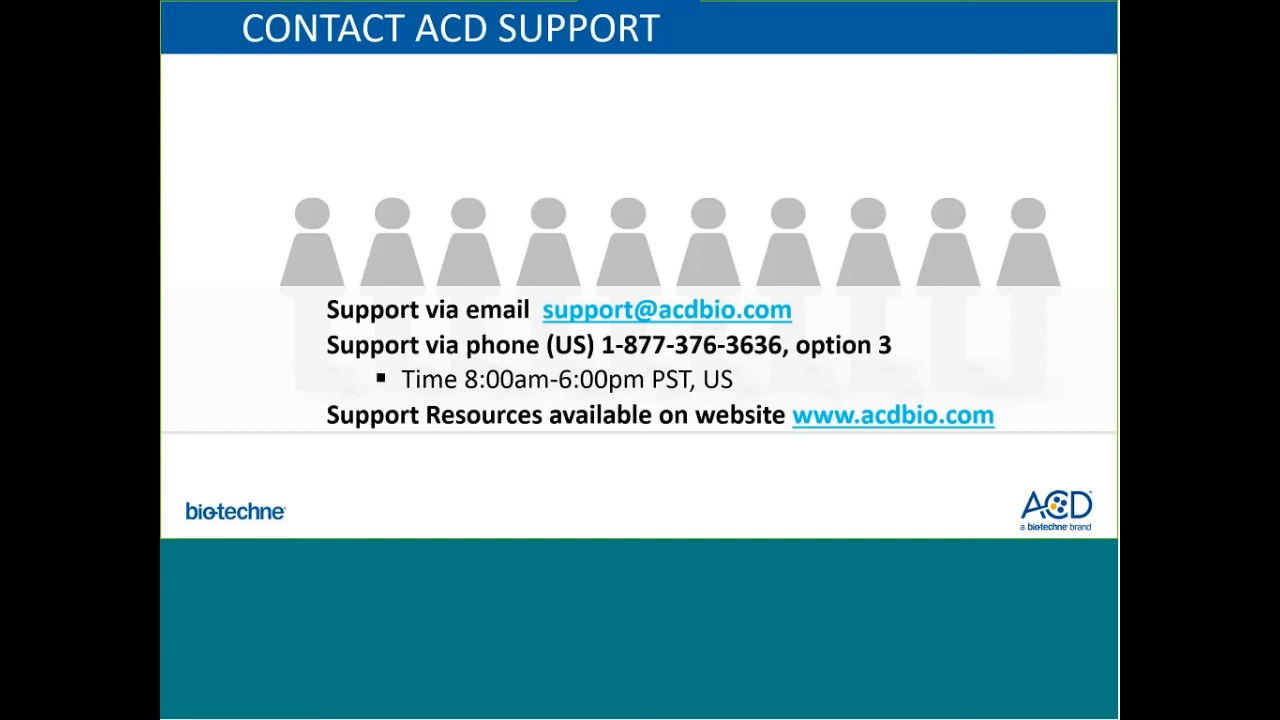 CONTACT ACD SUPPORT
Support via email support@acdbio.com
Support via phone (US) 1-877-376-3636, option 3
▪ Time 8:00am-6:00pm PST, US
Support Resources available on website www.acdbio.com
bio-techne
ACD
a biotechne brand